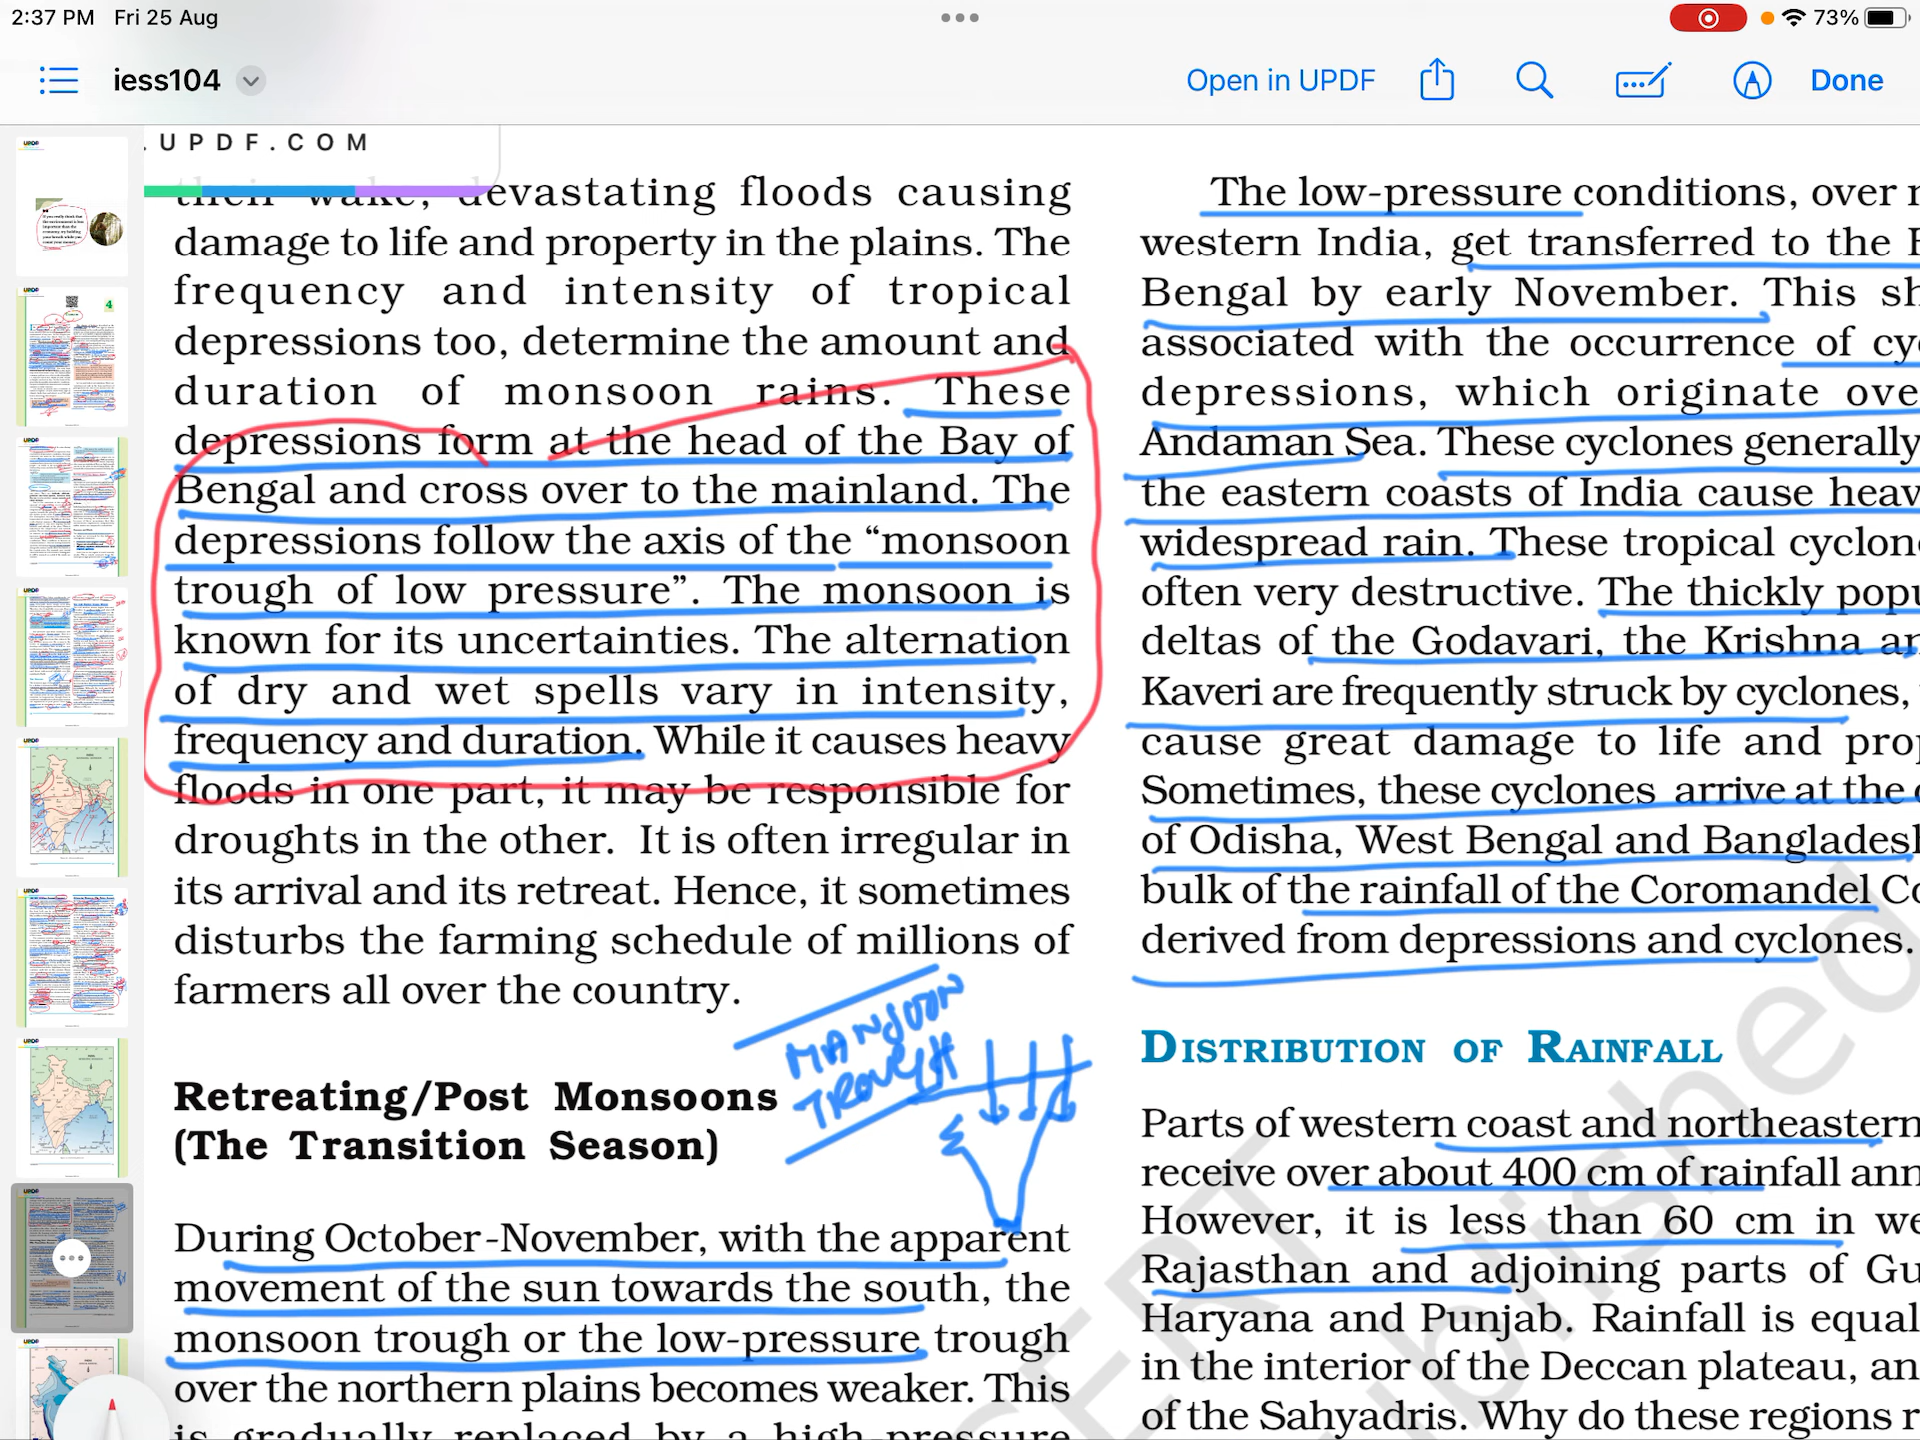 2:37 PM Fri 25 Aug
73%
iess104
Open in UPDF
Done
.UPDF.COM
their wake, devastating floods causing
damage to life and property in the plains. The
frequency and intensity of tropical
depressions too, determine the amount and
duration of monsoon rains. These
depressions form at the head of the Bay of
Bengal and cross over to the mainland. The
depressions follow the axis of the “monsoon
trough of low pressure”. The monsoon is
known for its uncertainties. The alternation
of dry and wet spells vary in intensity,
frequency and duration. While it causes heavy
floods in one part, it may be responsible for
droughts in the other. It is often irregular in
its arrival and its retreat. Hence, it sometimes
disturbs the farming schedule of millions of
farmers all over the country.
MANSOON
TROUGH
Retreating/Post Monsoons
(The Transition Season)
During October-November, with the apparent
movement of the sun towards the south, the
monsoon trough or the low-pressure trough
over the northern plains becomes weaker. This
is gradually replaced by a high-pressure
The low-pressure conditions, over
western India, get transferred to the
Bengal by early November. This
associated with the occurrence of
depressions, which originate
Andaman Sea. These cyclones generally
the eastern coasts of India cause
widespread rain. These tropical
often very destructive. The thickly
deltas of the Godavari, the Krishna
Kaveri are frequently struck by cyclones,
cause great damage to life and
Sometimes, these cyclones arrive at the
of Odisha, West Bengal and Bangladesh
bulk of the rainfall of the Coromandel
derived from depressions and cyclones.
DISTRIBUTION OF RAINFALL
Parts of western coast and northeastern
receive over about 400 cm of rainfall
However, it is less than 60 cm in
Rajasthan and adjoining parts of
Haryana and Punjab. Rainfall is
in the interior of the Deccan plateau,
of the Sahyadris. Why do these regions